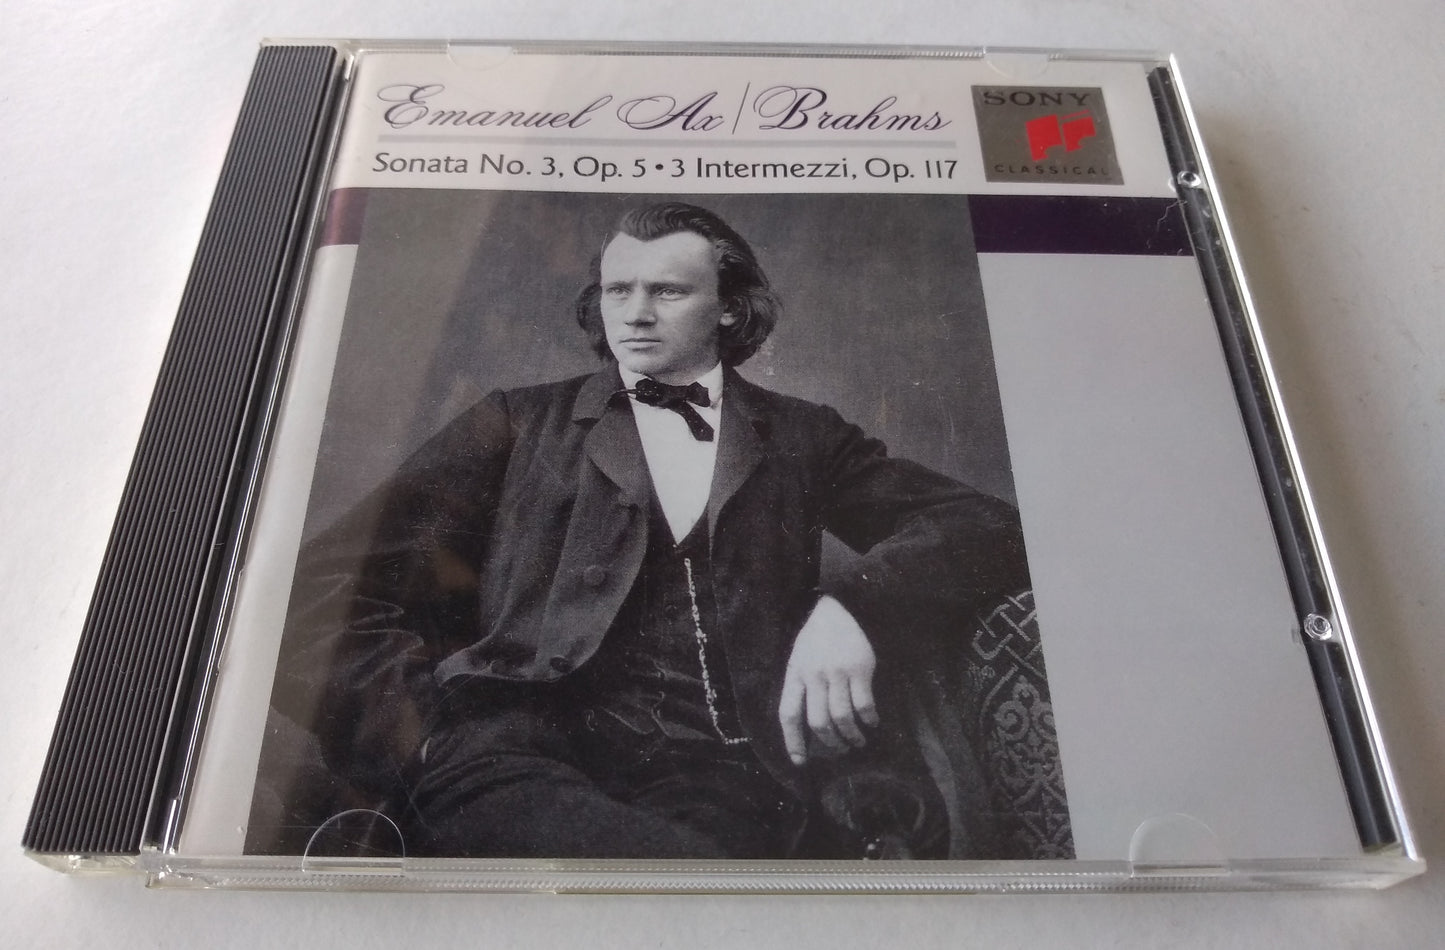 Emanuel Ax | Brahms
Sonata No. 3, Op. 5 • 3 Intermezzi, Op. 117
SONY
CLASSICAL